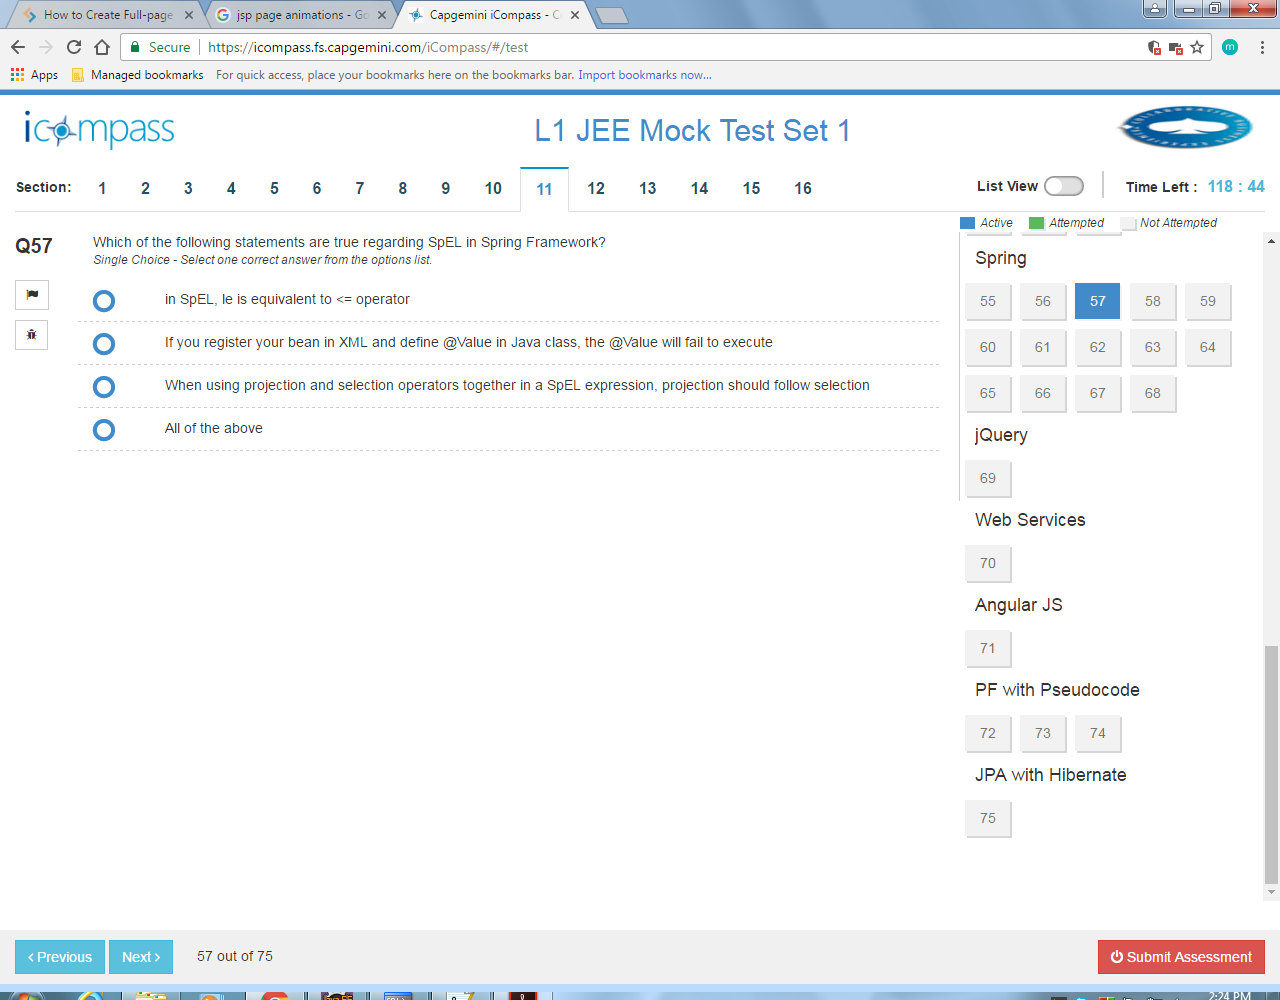 How to Create Full-page
jsp page animations - Go
Capgemini iCompass - C
Secure
https://icompass.fs.capgemini.com/iCompass/#/test
m
Apps
Managed bookmarks
For quick access, place your bookmarks here on the bookmarks bar. Import bookmarks now...
icompass
L1 JEE Mock Test Set 1
Section: 1 2 3 4 5 6 7 8 9 10 11 12 13 14 15 16
List View
Time Left : 118 : 44
Active Attempted Not Attempted
Q57
Which of the following statements are true regarding SpEL in Spring Framework?
Single Choice - Select one correct answer from the options list.
in SpEL, le is equivalent to <= operator
If you register your bean in XML and define @Value in Java class, the @Value will fail to execute
When using projection and selection operators together in a SpEL expression, projection should follow selection
All of the above
Spring
55 56 57 58 59
60 61 62 63 64
65 66 67 68
jQuery
69
Web Services
70
Angular JS
71
PF with Pseudocode
72 73 74
JPA with Hibernate
75
‹ Previous
Next ›
57 out of 75
Submit Assessment
2:24 PM